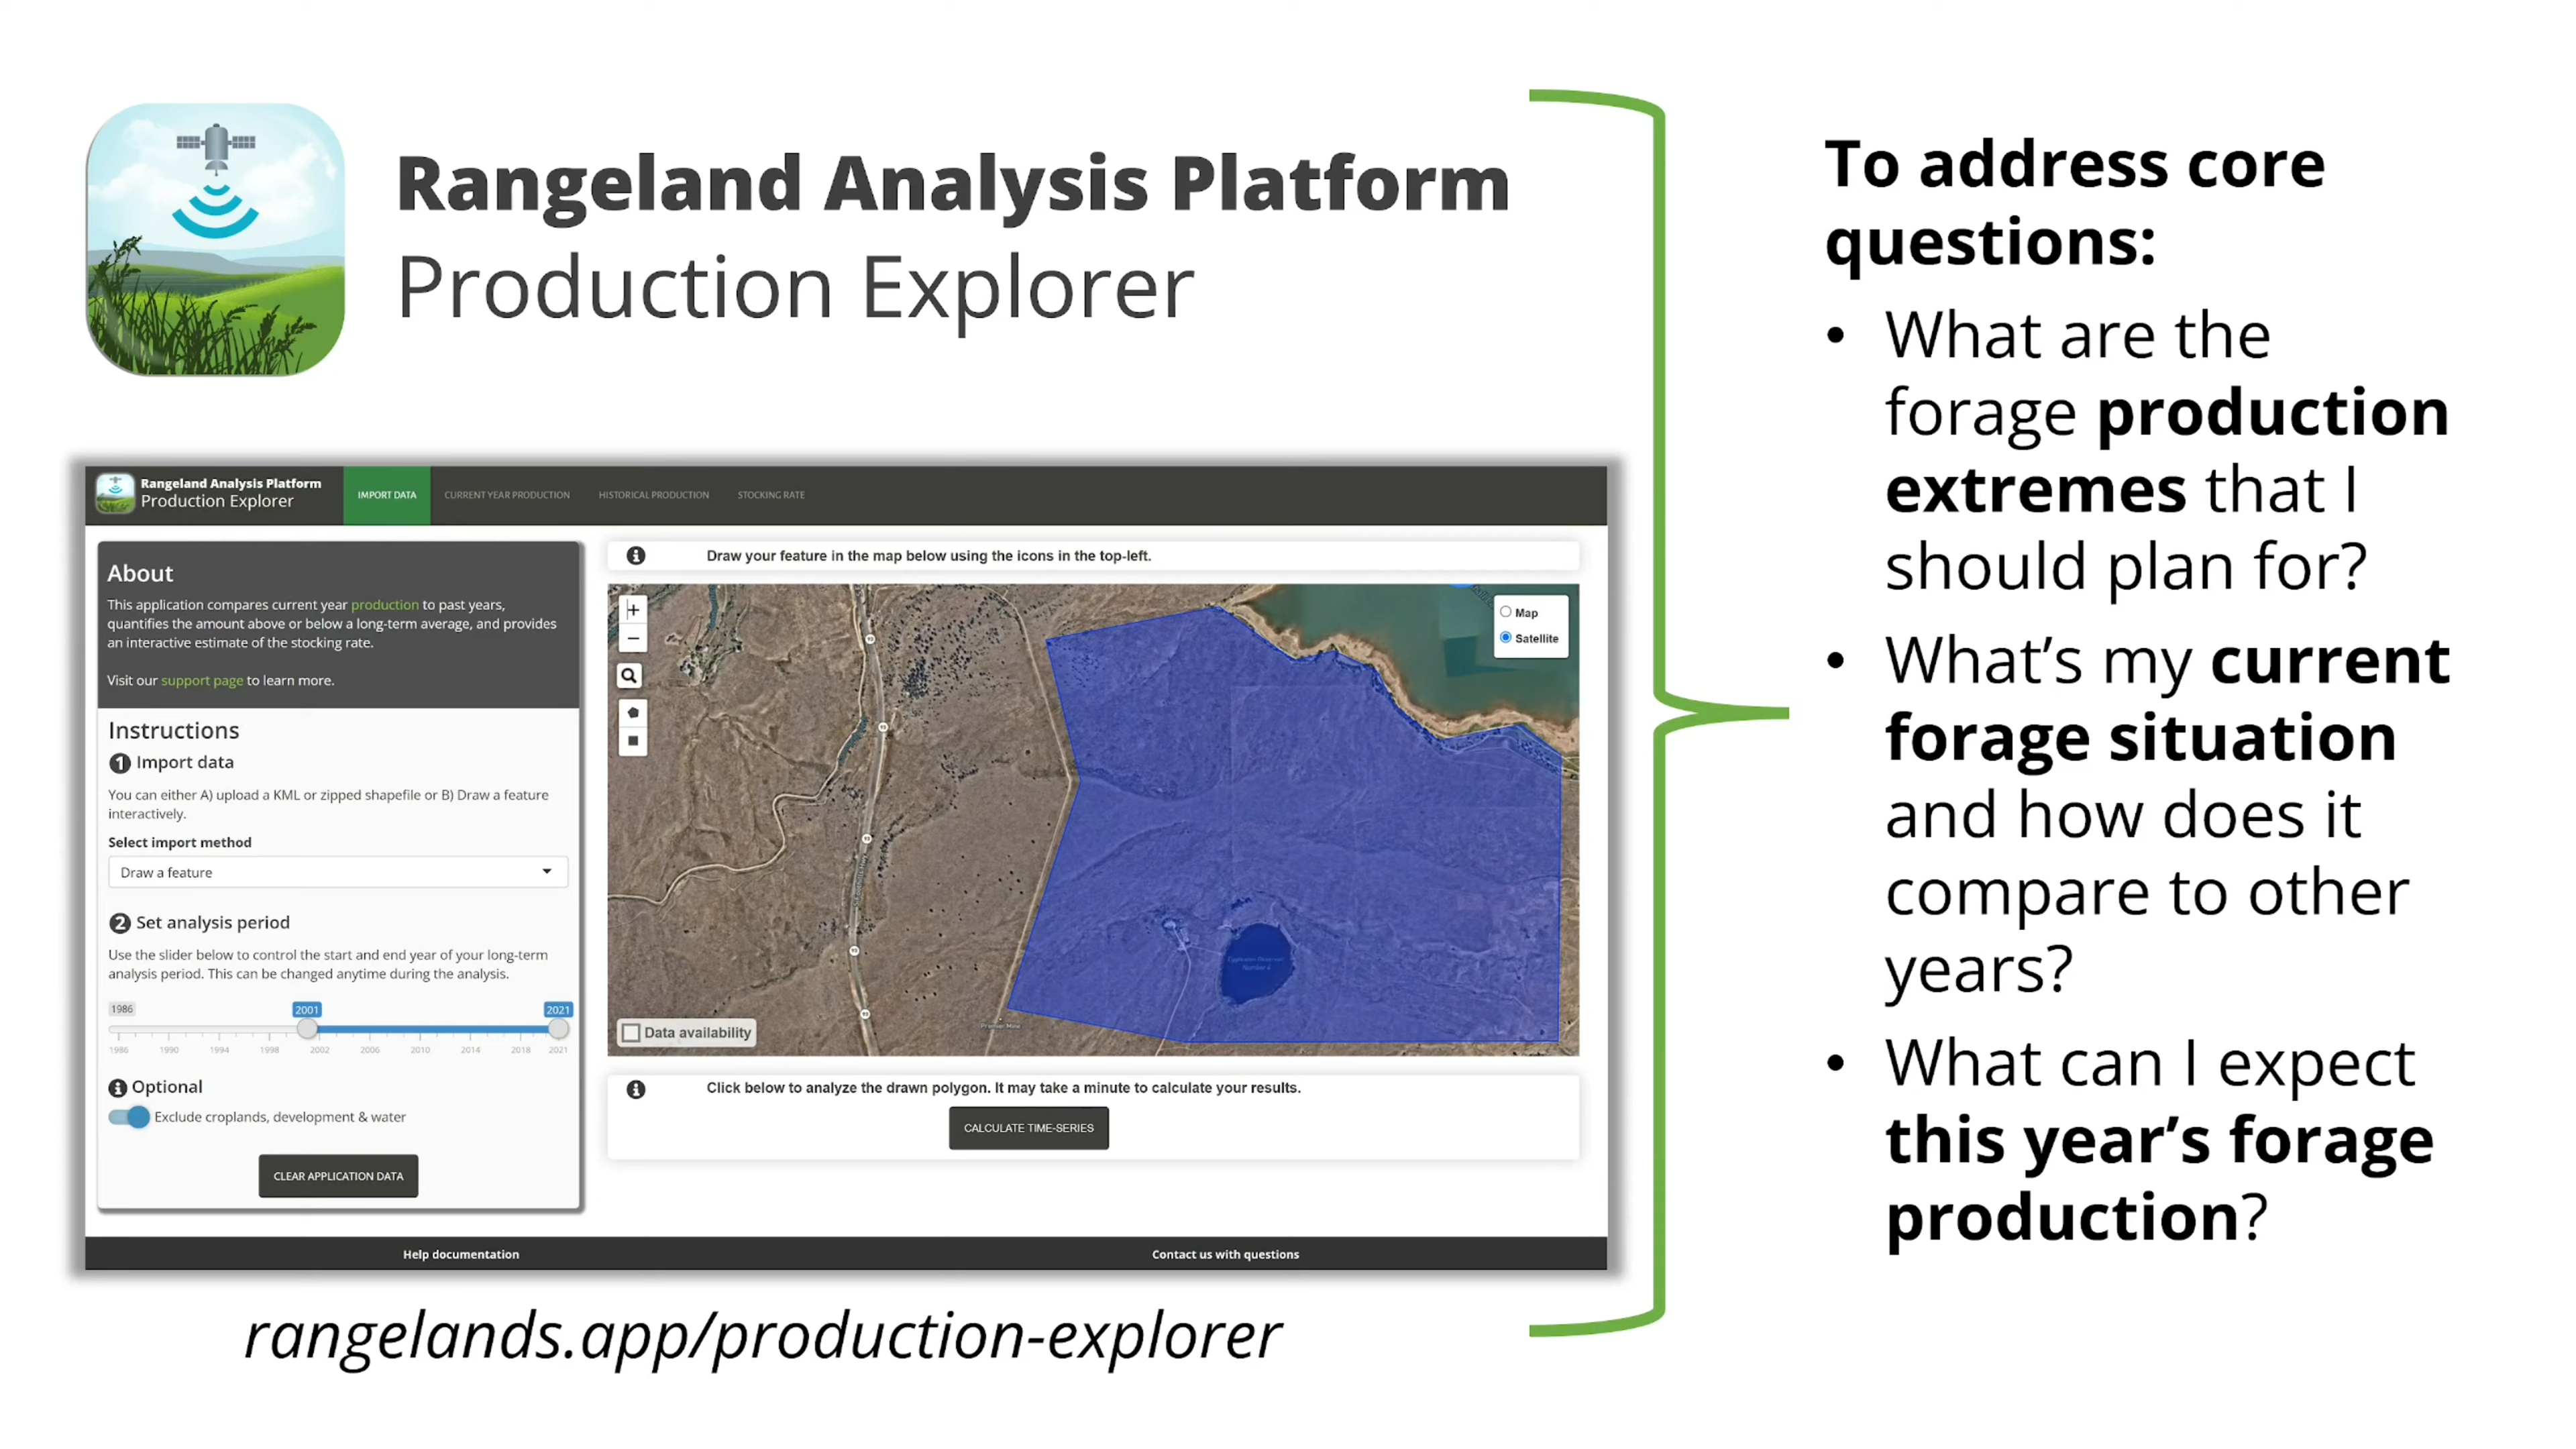 Rangeland Analysis Platform
Production Explorer
Rangeland Analysis Platform
Production Explorer
IMPORT DATA
CURRENT YEAR PRODUCTION
HISTORICAL PRODUCTION
STOCKING RATE
About
This application compares current year production to past years,
quantifies the amount above or below a long-term average, and provides
an interactive estimate of the stocking rate.
Visit our support page to learn more.
Instructions
1 Import data
You can either A) upload a KML or zipped shapefile or B) Draw a feature
interactively.
Select import method
Draw a feature
2 Set analysis period
Use the slider below to control the start and end year of your long-term
analysis period. This can be changed anytime during the analysis.
1986 2001 2021
1986 1990 1994 1998 2002 2006 2010 2014 2018 2021
Optional
Exclude croplands, development & water
CLEAR APPLICATION DATA
Draw your feature in the map below using the icons in the top-left.
+
−
Map
Satellite
93
93
93
93
93
Data availability
Click below to analyze the drawn polygon. It may take a minute to calculate your results.
CALCULATE TIME-SERIES
Help documentation
Contact us with questions
rangelands.app/production-explorer
To address core
questions:
• What are the
forage production
extremes that I
should plan for?
• What’s my current
forage situation
and how does it
compare to other
years?
• What can I expect
this year’s forage
production?